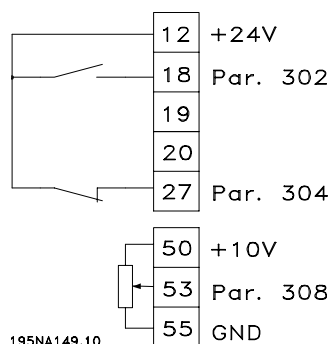 12 +24V
18 Par. 302
19
20
27 Par. 304
50 +10V
53 Par. 308
55 GND
195NA149.10